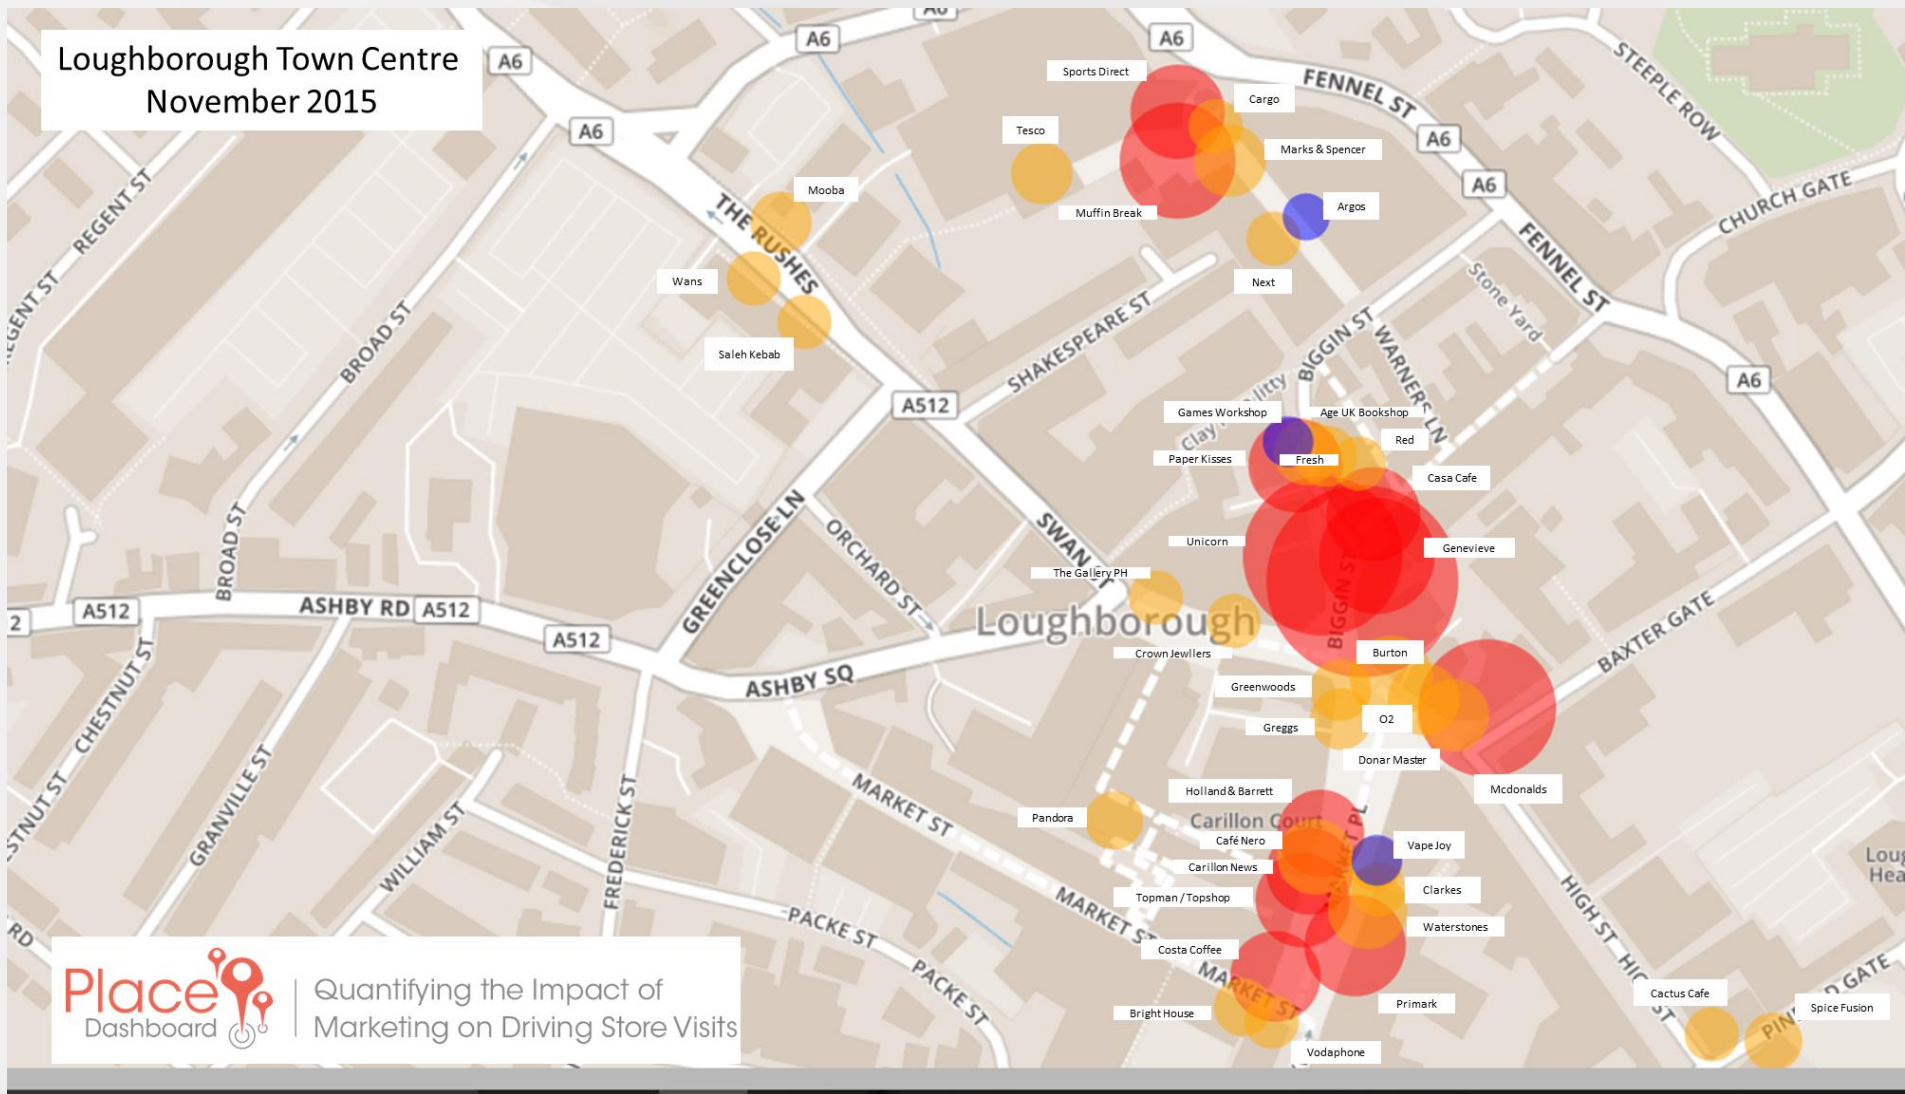 Loughborough Town Centre
November 2015
A6
A6
A6
A6
A6
A6
A6
FENNEL ST
STEEPLE ROW
CHURCH GATE
FENNEL ST
Sports Direct
Cargo
Tesco
Marks & Spencer
Muffin Break
Argos
Next
Mooba
Wans
Saleh Kebab
THE RUSHES
REGENT ST
BROAD ST
BROAD ST
A512
SHAKESPEARE ST
BIGGIN ST
WARNERS LN
Stone Yard
Games Workshop
Age UK Bookshop
Red
Paper Kisses
Fresh
Casa Cafe
Unicorn
Genevieve
BIGGIN ST
The Gallery PH
Crown Jewllers
Loughborough
GREENCLOSE LN
ORCHARD ST
A512
ASHBY RD
A512
A512
ASHBY SQ
BAXTER GATE
Burton
Greenwoods
O2
Greggs
Donar Master
Mcdonalds
CHESTNUT ST
GRANVILLE ST
WILLIAM ST
FREDERICK ST
MARKET ST
Holland & Barrett
Pandora
Carillon Court
Café Nero
Vape Joy
Carillon News
Clarkes
Topman / Topshop
Waterstones
MARKET PL
MARKET ST
Costa Coffee
MARKET ST
Primark
Bright House
Vodaphone
HIGH ST
Cactus Cafe
Spice Fusion
PACKE ST
PACKE ST
Place
Dashboard
Quantifying the Impact of
Marketing on Driving Store Visits